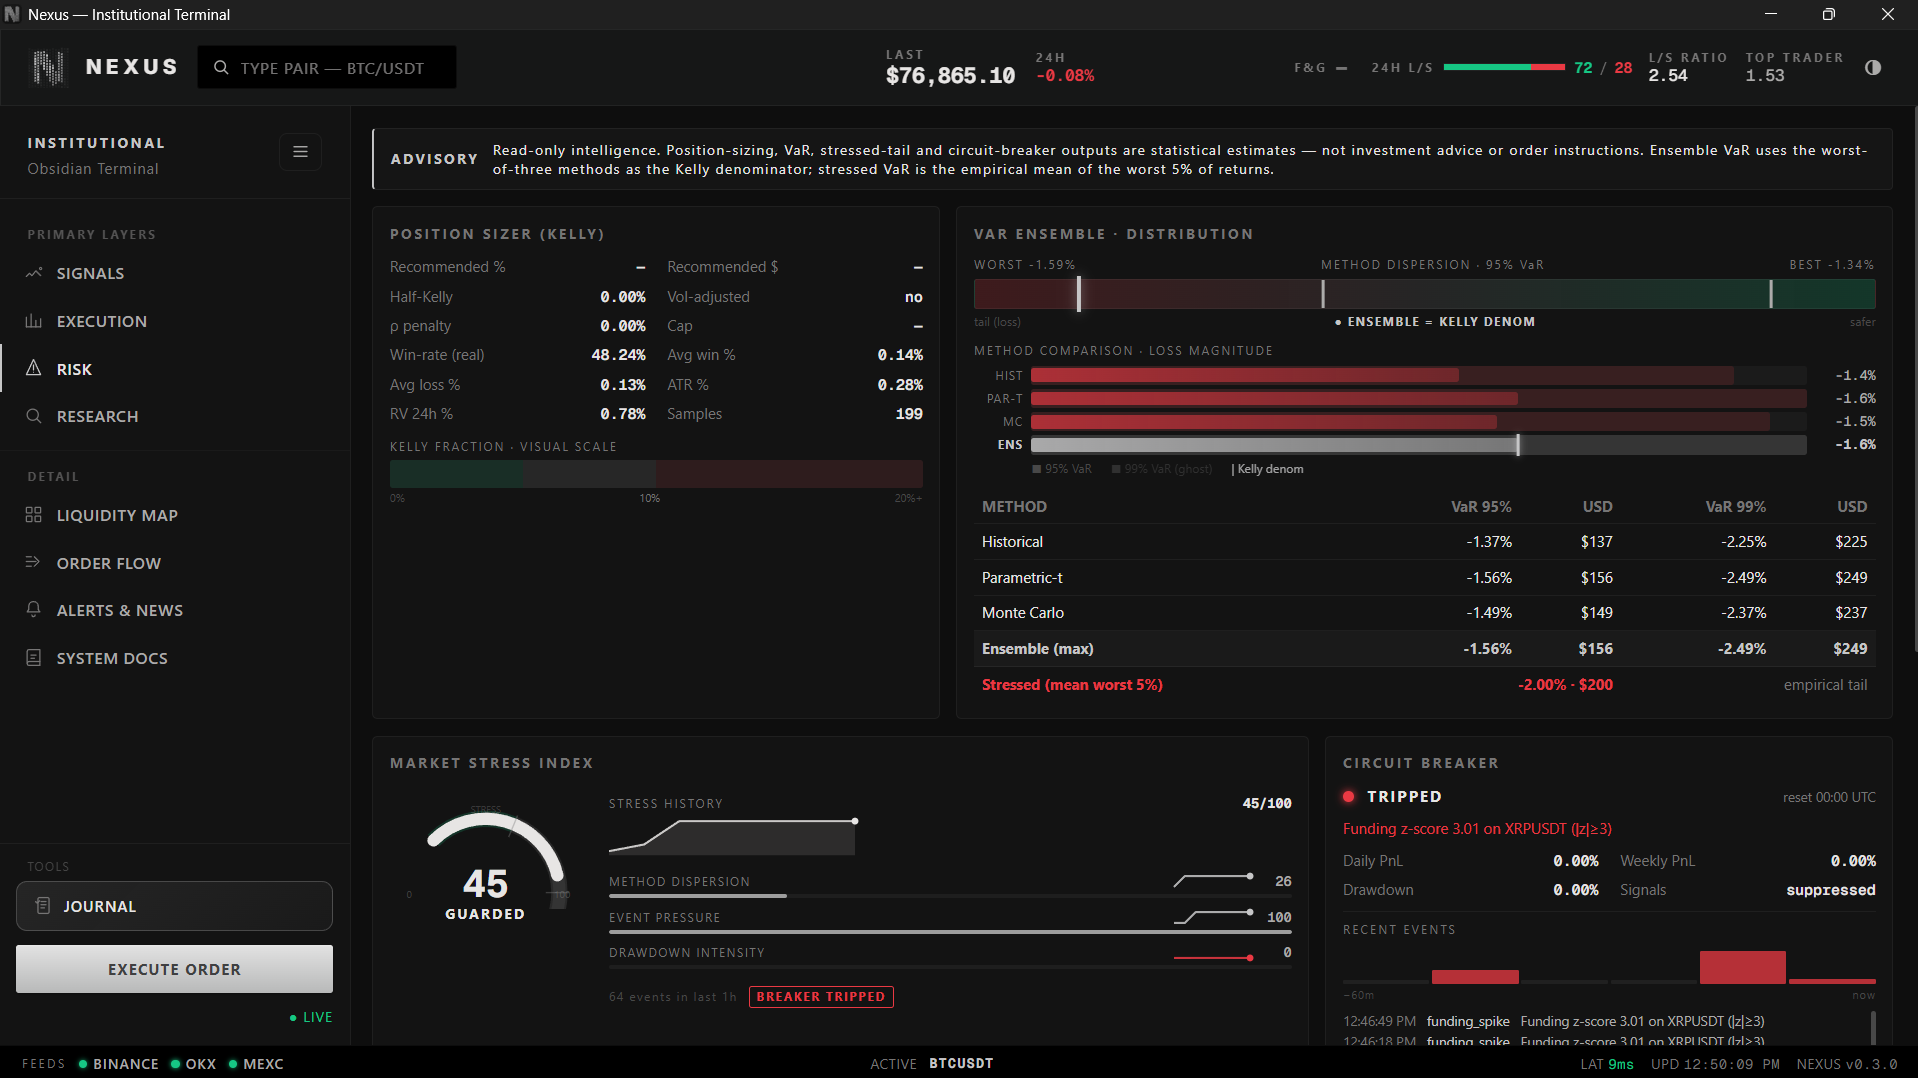 Nexus — Institutional Terminal
NEXUS
TYPE PAIR — BTC/USDT
LAST
$76,865.10
24H
-0.08%
F&G —
24H L/S
72 / 28
L/S RATIO
2.54
TOP TRADER
1.53
INSTITUTIONAL
Obsidian Terminal
PRIMARY LAYERS
SIGNALS
EXECUTION
RISK
RESEARCH
DETAIL
LIQUIDITY MAP
ORDER FLOW
ALERTS & NEWS
SYSTEM DOCS
TOOLS
JOURNAL
EXECUTE ORDER
● LIVE
ADVISORY
Read-only intelligence. Position-sizing, VaR, stressed-tail and circuit-breaker outputs are statistical estimates — not investment advice or order instructions. Ensemble VaR uses the worst-
of-three methods as the Kelly denominator; stressed VaR is the empirical mean of the worst 5% of returns.
POSITION SIZER (KELLY)
Recommended % — Recommended $ —
Half-Kelly 0.00% Vol-adjusted no
ρ penalty 0.00% Cap —
Win-rate (real) 48.24% Avg win % 0.14%
Avg loss % 0.13% ATR % 0.28%
RV 24h % 0.78% Samples 199
KELLY FRACTION · VISUAL SCALE
0% 10% 20%+
VAR ENSEMBLE · DISTRIBUTION
WORST -1.59% METHOD DISPERSION · 95% VaR BEST -1.34%
tail (loss) ● ENSEMBLE = KELLY DENOM safer
METHOD COMPARISON · LOSS MAGNITUDE
HIST -1.4%
PAR-T -1.6%
MC -1.5%
ENS -1.6%
■ 95% VaR ■ 99% VaR (ghost) | Kelly denom
METHOD VaR 95% USD VaR 99% USD
Historical -1.37% $137 -2.25% $225
Parametric-t -1.56% $156 -2.49% $249
Monte Carlo -1.49% $149 -2.37% $237
Ensemble (max) -1.56% $156 -2.49% $249
Stressed (mean worst 5%) -2.00% · $200 empirical tail
MARKET STRESS INDEX
STRESS
45
GUARDED
0 100
STRESS HISTORY 45/100
METHOD DISPERSION 26
EVENT PRESSURE 100
DRAWDOWN INTENSITY 0
64 events in last 1h BREAKER TRIPPED
CIRCUIT BREAKER
TRIPPED reset 00:00 UTC
Funding z-score 3.01 on XRPUSDT (|z|≥3)
Daily PnL 0.00% Weekly PnL 0.00%
Drawdown 0.00% Signals suppressed
RECENT EVENTS
−60m now
12:46:49 PM funding_spike Funding z-score 3.01 on XRPUSDT (|z|≥3)
12:46:18 PM funding_spike Funding z-score 3.01 on XRPUSDT (|z|≥3)
FEEDS ● BINANCE ● OKX ● MEXC
ACTIVE BTCUSDT
LAT 9ms UPD 12:50:09 PM NEXUS v0.3.0